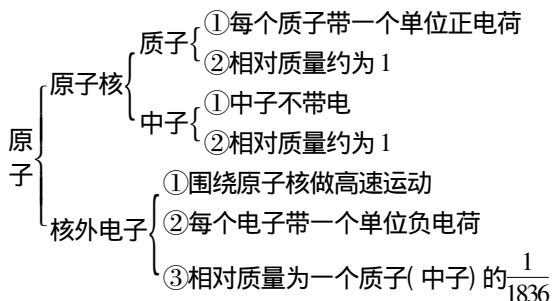 ①每个质子带一个单位正电荷
质子
②相对质量约为 1
原子核
①中子不带电
中子
②相对质量约为 1
原子
①围绕原子核做高速运动
核外电子
②每个电子带一个单位负电荷
③相对质量为一个质子( 中子) 的 1/1836